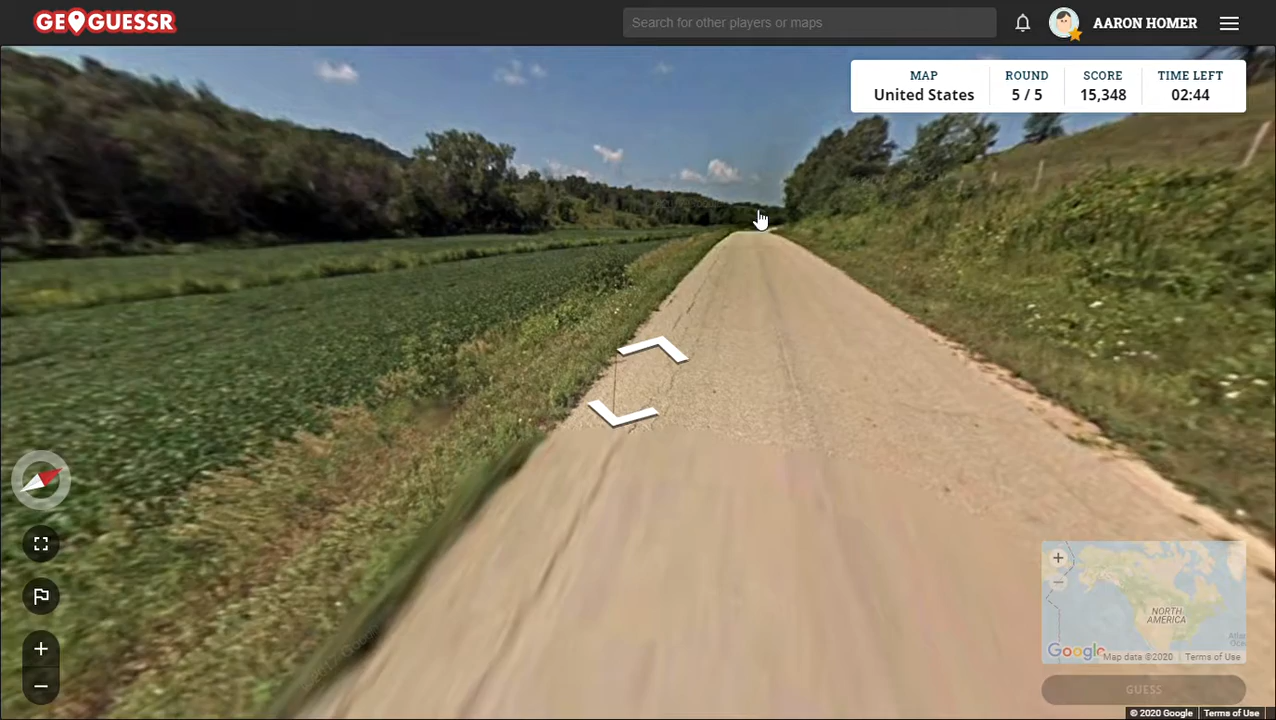 GEOGUESSR
Search for other players or maps
AARON HOMER
MAP
United States
ROUND
5 / 5
SCORE
15,348
TIME LEFT
02:44
+
−
NORTH
AMERICA
Google
Map data ©2020
Terms of Use
GUESS
+
−
© 2020 Google
Terms of Use